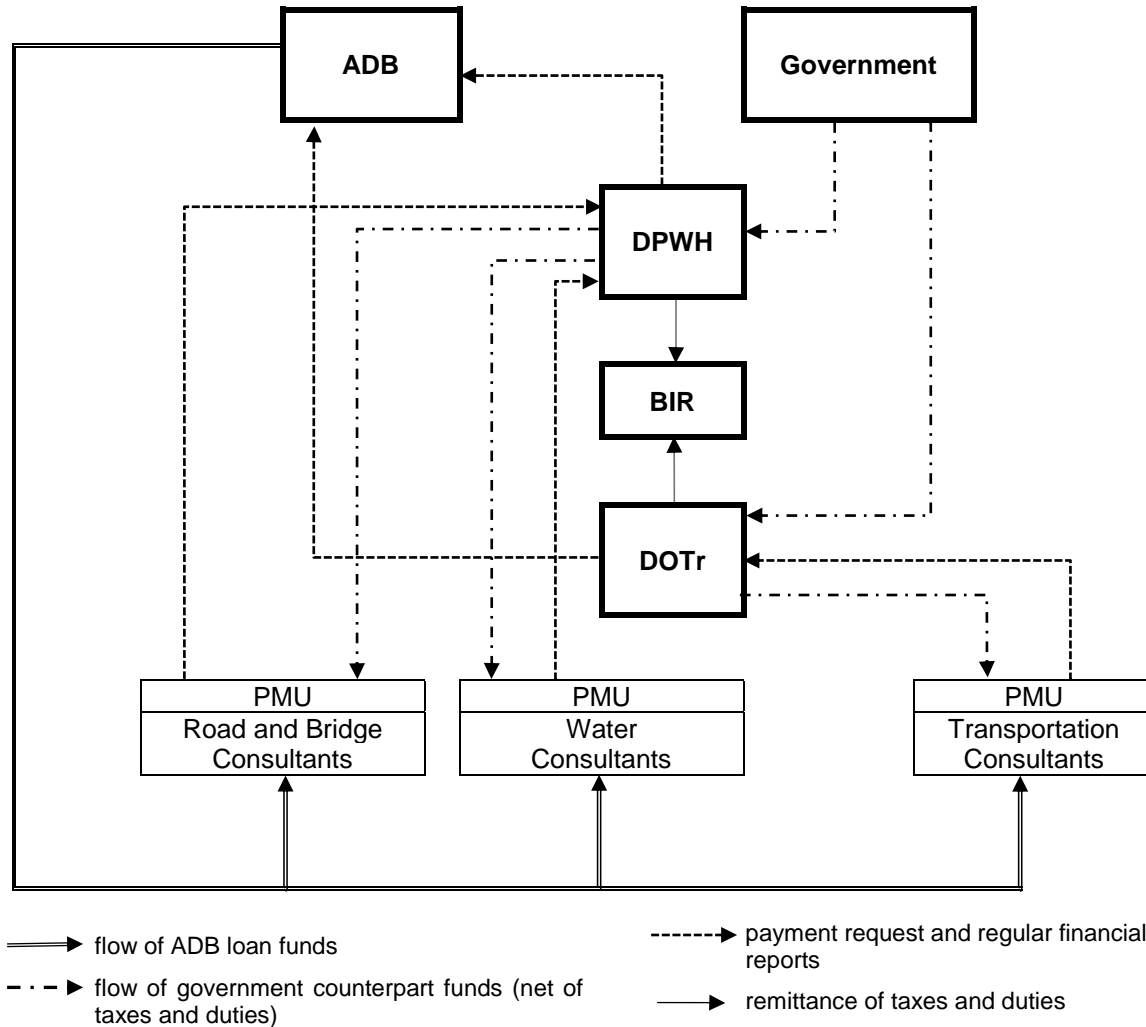 ADB
Government
DPWH
BIR
DOTr
PMU
Road and Bridge
Consultants
PMU
Water
Consultants
PMU
Transportation
Consultants
flow of ADB loan funds
flow of government counterpart funds (net of
taxes and duties)
payment request and regular financial
reports
remittance of taxes and duties